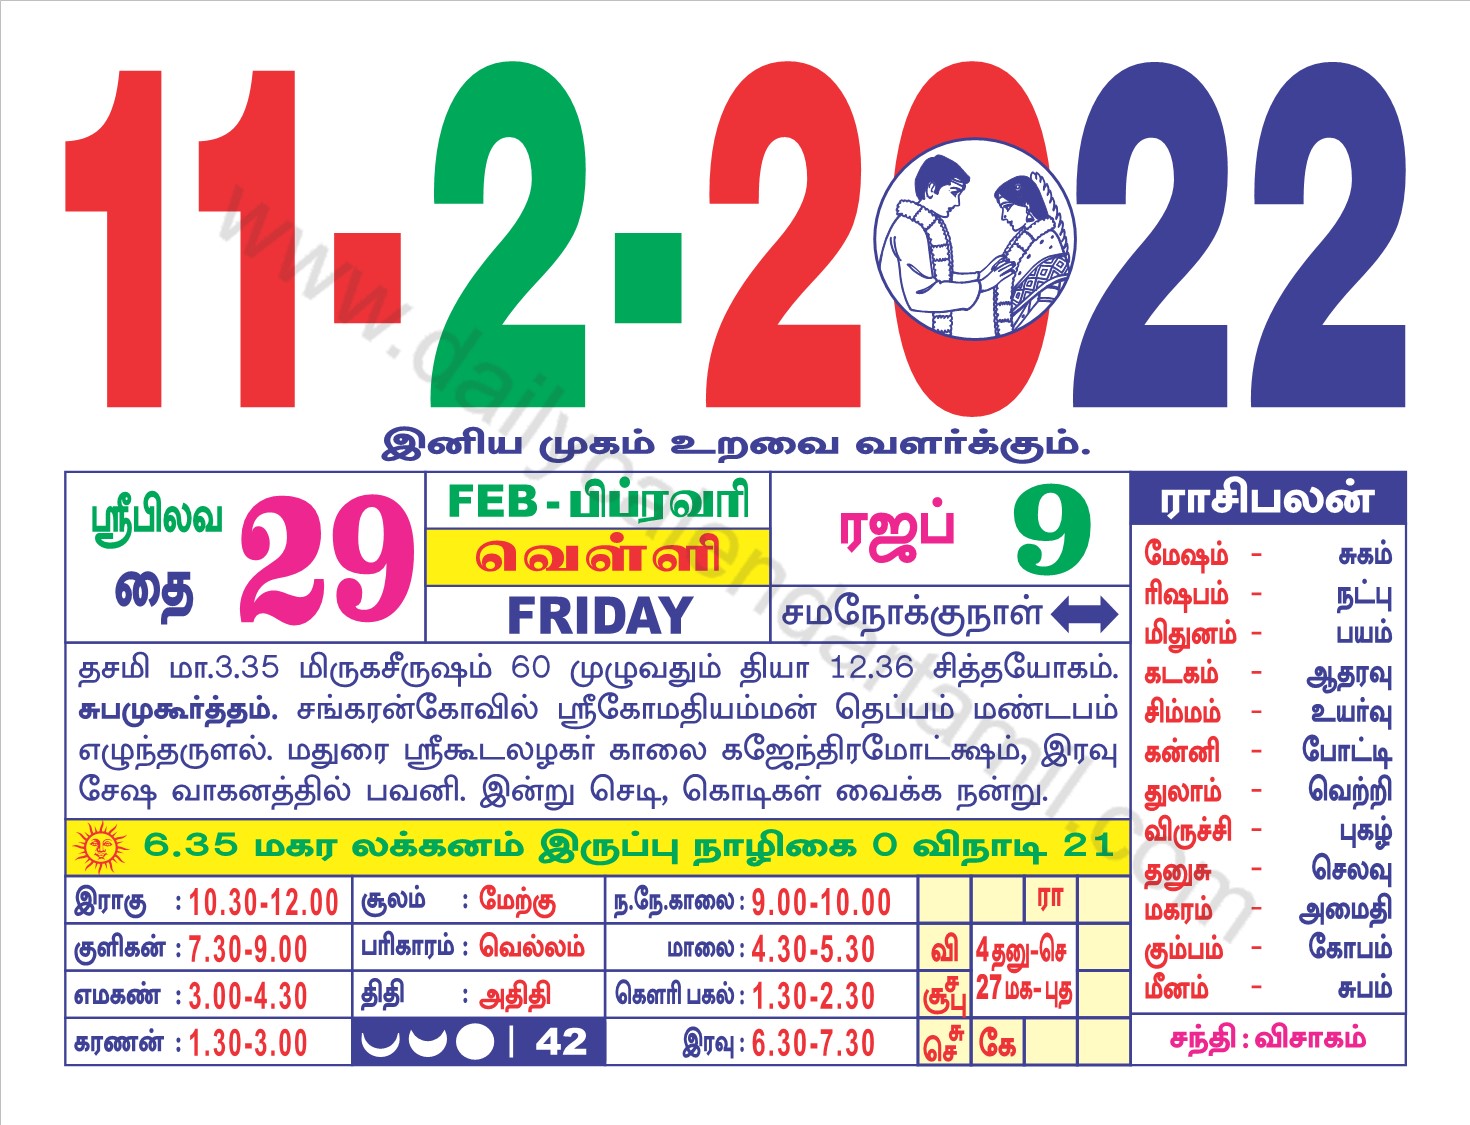 11-2-2022
இனிய முகம் உறவை வளர்க்கும்.
ஸ்ரீபிலவ
தை 29
FEB - பிப்ரவரி
வெள்ளி
FRIDAY
ரஜப் 9
சமநோக்குநாள்
தசமி மா.3.35 மிருகசீருஷம் 60 முழுவதும் தியா 12.36 சித்தயோகம்.
சுபமுகூர்த்தம். சங்கரன்கோவில் ஸ்ரீகோமதியம்மன் தெப்பம் மண்டபம்
எழுந்தருளல். மதுரை ஸ்ரீகூடலழகர் காலை கஜேந்திரமோட்க்ஷம், இரவு
சேஷ வாகனத்தில் பவனி. இன்று செடி, கொடிகள் வைக்க நன்று.
6.35 மகர லக்கனம் இருப்பு நாழிகை 0 விநாடி 21
இராகு : 10.30-12.00
குளிகன் : 7.30-9.00
எமகண் : 3.00-4.30
கரணன் : 1.30-3.00
சூலம் : மேற்கு
பரிகாரம் : வெல்லம்
திதி : அதிதி
| 42
ந.நே.காலை : 9.00-10.00
மாலை : 4.30-5.30
கௌரி பகல் : 1.30-2.30
இரவு : 6.30-7.30
ரா
வி
4 தனு-செ
சூ ச பு
27 மக-புத
செ சு
கே
ராசிபலன்
மேஷம் - சுகம்
ரிஷபம் - நட்பு
மிதுனம் - பயம்
கடகம் - ஆதரவு
சிம்மம் - உயர்வு
கன்னி - போட்டி
துலாம் - வெற்றி
விருச்சி - புகழ்
தனுசு - செலவு
மகரம் - அமைதி
கும்பம் - கோபம்
மீனம் - சுபம்
சந்தி : விசாகம்
www.dailycalendartamil.com